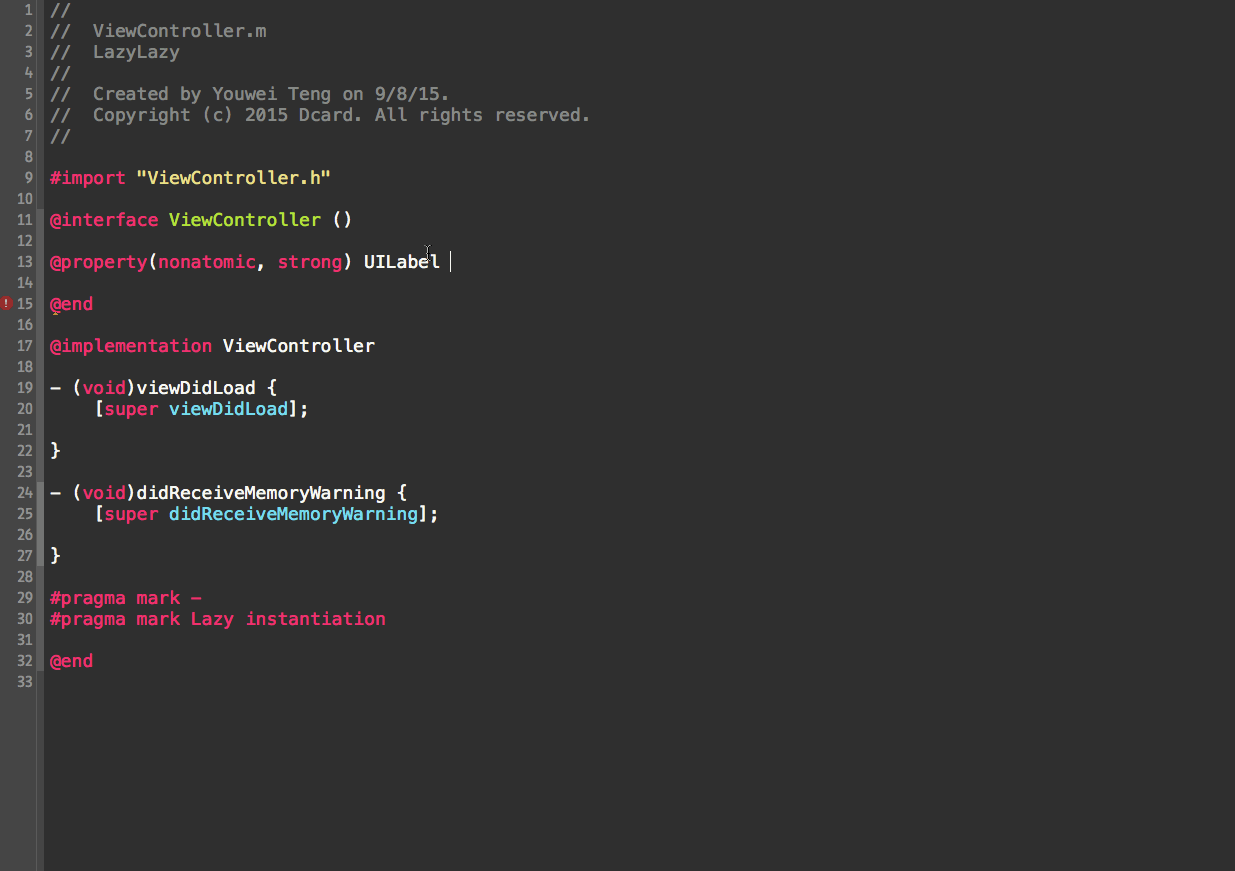 1 //
2 //  ViewController.m
3 //  LazyLazy
4 //
5 //  Created by Youwei Teng on 9/8/15.
6 //  Copyright (c) 2015 Dcard. All rights reserved.
7 //
8
9 #import "ViewController.h"
10
11 @interface ViewController ()
12
13 @property(nonatomic, strong) UILabel
14
! 15 @end
16
17 @implementation ViewController
18
19 - (void)viewDidLoad {
20     [super viewDidLoad];
21
22 }
23
24 - (void)didReceiveMemoryWarning {
25     [super didReceiveMemoryWarning];
26
27 }
28
29 #pragma mark -
30 #pragma mark Lazy instantiation
31
32 @end
33